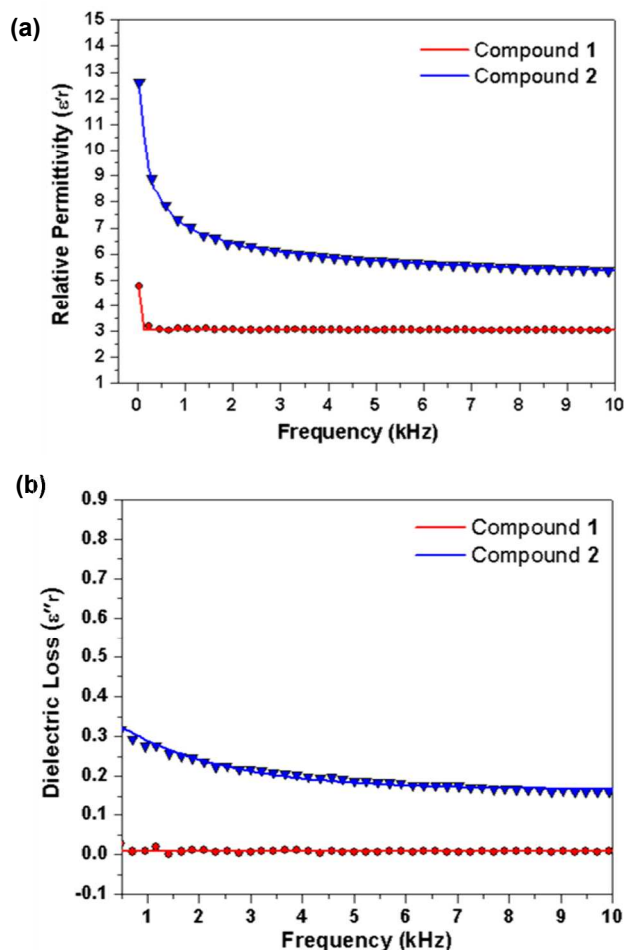 (a)
15
14
13
12
11
10
9
8
7
6
5
4
3
2
1
Relative Permittivity (ε'r)
Compound 1
Compound 2
0 1 2 3 4 5 6 7 8 9 10
Frequency (kHz)
(b)
0.9
0.8
0.7
0.6
0.5
0.4
0.3
0.2
0.1
0.0
-0.1
Dielectric Loss (ε″r)
Compound 1
Compound 2
1 2 3 4 5 6 7 8 9 10
Frequency (kHz)